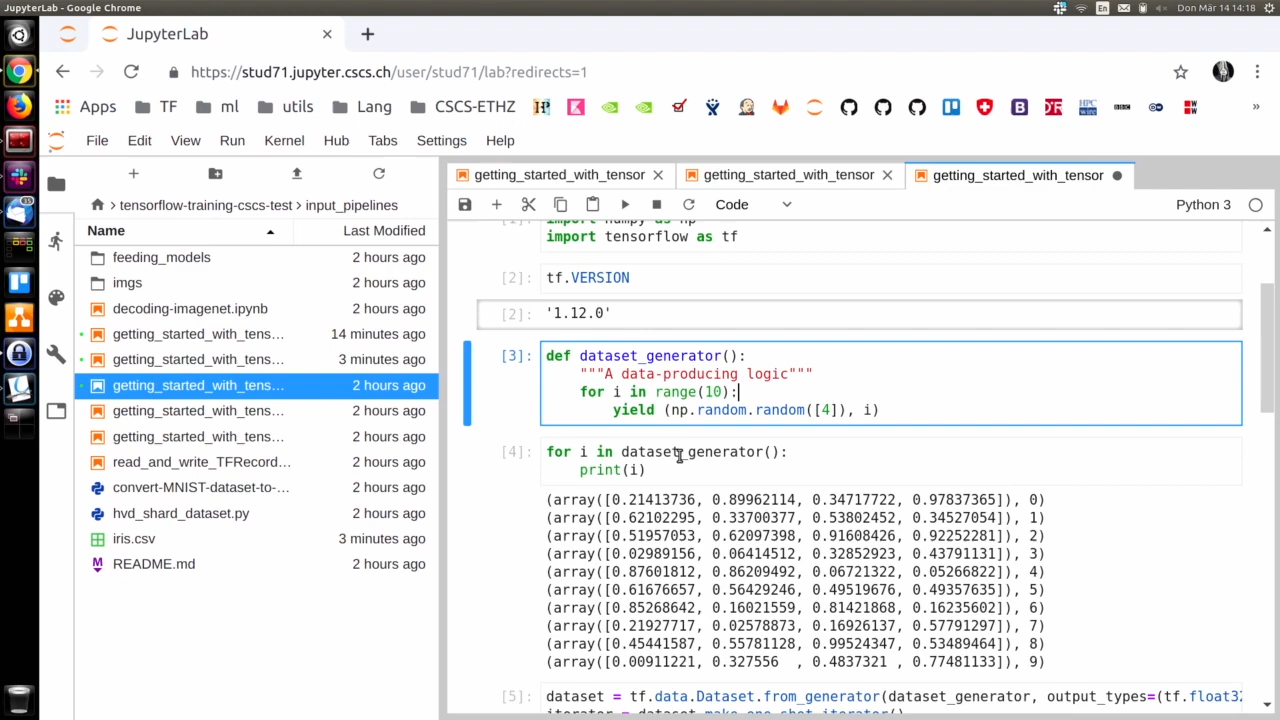 JupyterLab - Google Chrome
En
Don Mär 14 14:18
JupyterLab
https://stud71.jupyter.cscs.ch/user/stud71/lab?redirects=1
Apps TF ml utils Lang CSCS-ETHZ »
File Edit View Run Kernel Hub Tabs Settings Help
getting_started_with_tensor getting_started_with_tensor getting_started_with_tensor
tensorflow-training-cscs-test > input_pipelines
Code Python 3
Name Last Modified
feeding_models 2 hours ago
imgs 2 hours ago
decoding-imagenet.ipynb 2 hours ago
getting_started_with_tens… 14 minutes ago
getting_started_with_tens… 3 minutes ago
getting_started_with_tens… 2 hours ago
getting_started_with_tens… 2 hours ago
getting_started_with_tens… 2 hours ago
read_and_write_TFRecord… 2 hours ago
convert-MNIST-dataset-to-… 2 hours ago
hvd_shard_dataset.py 2 hours ago
iris.csv 3 minutes ago
README.md 2 hours ago
import numpy as np
import tensorflow as tf
[2]: tf.VERSION
[2]: '1.12.0'
[3]: def dataset_generator():
"""A data-producing logic"""
for i in range(10):
yield (np.random.random([4]), i)
[4]: for i in dataset_generator():
print(i)
(array([0.21413736, 0.89962114, 0.34717722, 0.97837365]), 0)
(array([0.62102295, 0.33700377, 0.53802452, 0.34527054]), 1)
(array([0.51957053, 0.62097398, 0.91608426, 0.92252281]), 2)
(array([0.02989156, 0.06414512, 0.32852923, 0.43791131]), 3)
(array([0.87601812, 0.86209492, 0.06721322, 0.05266822]), 4)
(array([0.61676657, 0.56429246, 0.49519676, 0.49357635]), 5)
(array([0.85268642, 0.16021559, 0.81421868, 0.16235602]), 6)
(array([0.21927717, 0.02578873, 0.16926137, 0.57791297]), 7)
(array([0.45441587, 0.55781128, 0.99524347, 0.53489464]), 8)
(array([0.00911221, 0.327556  , 0.4837321 , 0.77481133]), 9)
[5]: dataset = tf.data.Dataset.from_generator(dataset_generator, output_types=(tf.float32
iterator = dataset.make_one_shot_iterator()